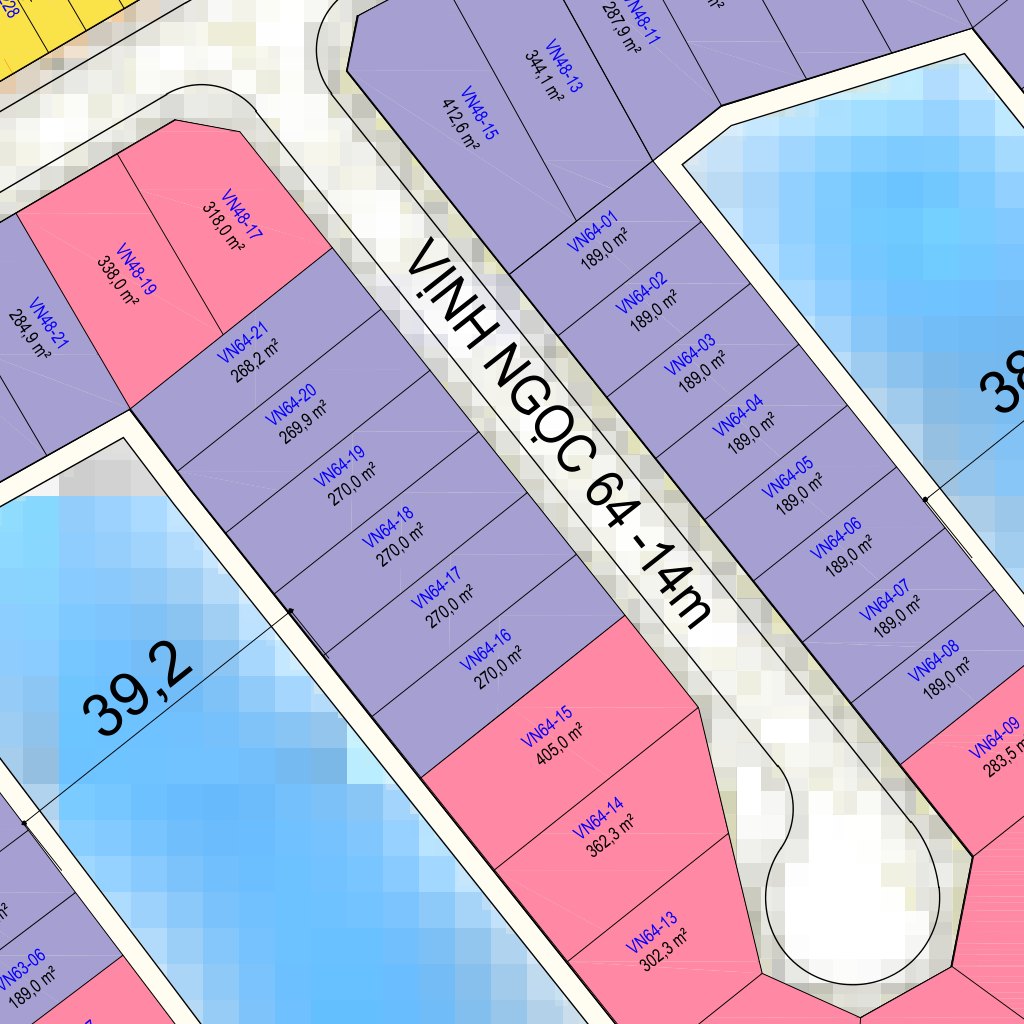 VN48-11
287,9 m²
VN48-13
344,1 m²
VN48-15
412,6 m²
VN48-17
318,0 m²
VN48-19
338,0 m²
VN48-21
284,9 m²
VN64-01
189,0 m²
VN64-02
189,0 m²
VN64-03
189,0 m²
VN64-04
189,0 m²
VN64-05
189,0 m²
VN64-06
189,0 m²
VN64-07
189,0 m²
VN64-08
189,0 m²
VN64-09
283,5 m
VỊNH NGỌC 64 -14m
VN64-21
268,2 m²
VN64-20
269,9 m²
VN64-19
270,0 m²
VN64-18
270,0 m²
VN64-17
270,0 m²
VN64-16
270,0 m²
VN64-15
405,0 m²
VN64-14
362,3 m²
VN64-13
302,3 m²
39,2
38
VN63-06
189,0 m²